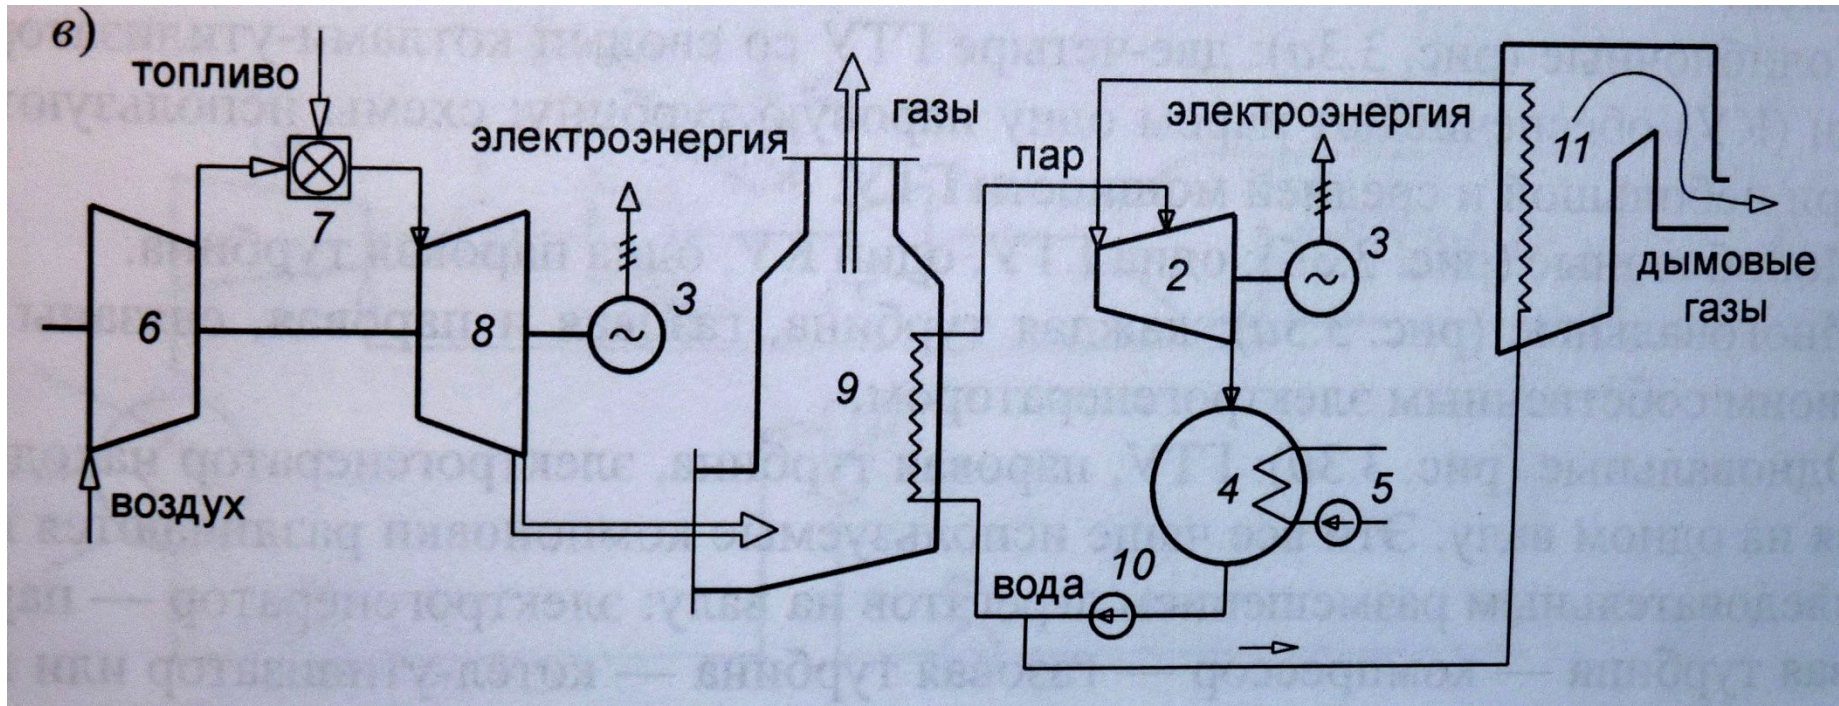 в)
топливо
электроэнергия
газы
электроэнергия
пар
11
7
3
3
2
дымовые
газы
6
8
9
4
5
воздух
10
вода